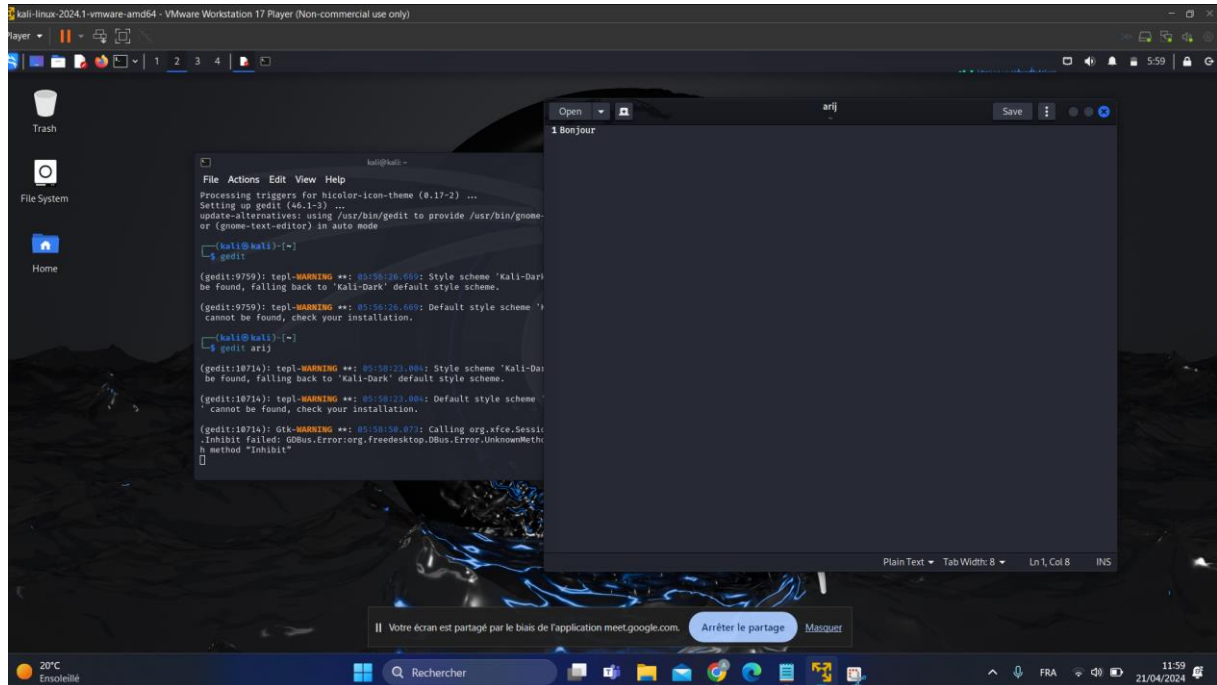 kali-linux-2024.1-vmware-amd64 - VMware Workstation 17 Player (Non-commercial use only)
Player
1 2 3 4
5:59
Trash
File System
Home
kali@kali: ~
File Actions Edit View Help
Processing triggers for hicolor-icon-theme (0.17-2) ...
Setting up gedit (46.1-3) ...
update-alternatives: using /usr/bin/gedit to provide /usr/bin/gnome-
or (gnome-text-editor) in auto mode
(kali㉿kali)-[~]
$ gedit
(gedit:9759): tepl-WARNING **: 05:56:26.669: Style scheme 'Kali-Dark
be found, falling back to 'Kali-Dark' default style scheme.
(gedit:9759): tepl-WARNING **: 05:56:26.669: Default style scheme 'K
cannot be found, check your installation.
(kali㉿kali)-[~]
$ gedit arij
(gedit:10714): tepl-WARNING **: 05:58:23.004: Style scheme 'Kali-Da
be found, falling back to 'Kali-Dark' default style scheme.
(gedit:10714): tepl-WARNING **: 05:58:23.004: Default style scheme '
' cannot be found, check your installation.
(gedit:10714): Gtk-WARNING **: 05:58:58.073: Calling org.xfce.Sessio
.Inhibit failed: GDBus.Error:org.freedesktop.DBus.Error.UnknownMetho
h method "Inhibit"
Open
arij
~
Save
1 Bonjour
Plain Text Tab Width: 8 Ln 1, Col 8 INS
Votre écran est partagé par le biais de l'application meet.google.com. Arrêter le partage Masquer
20°C
Ensoleillé
Rechercher
FRA
11:59
21/04/2024